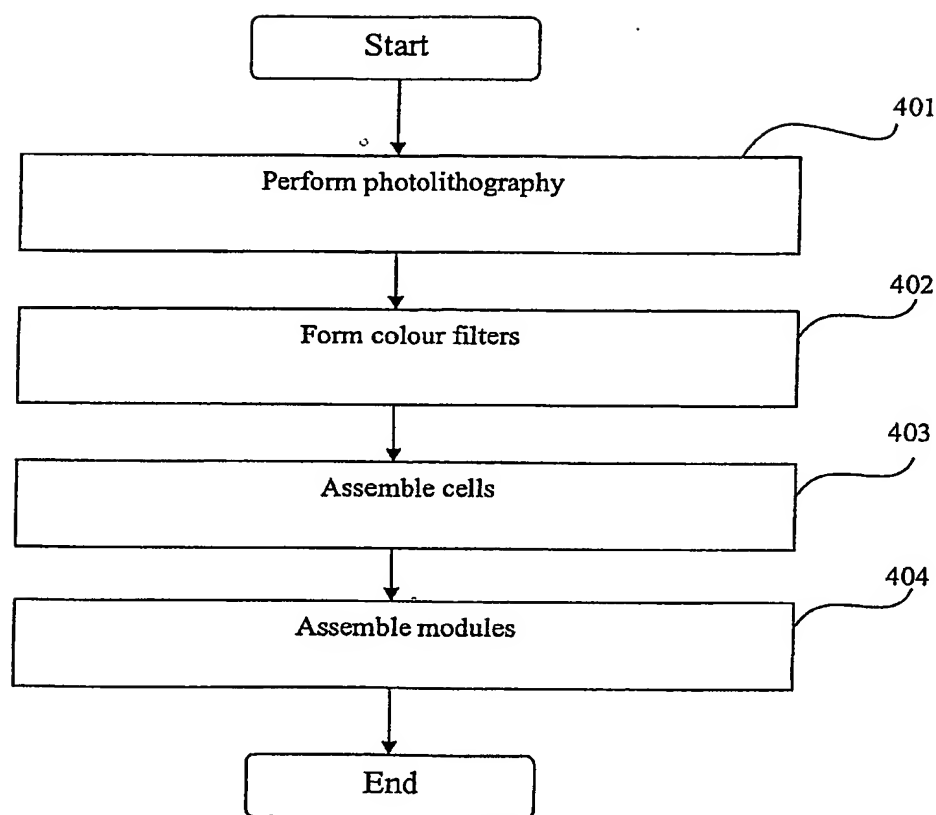 Start
401
Perform photolithography
402
Form colour filters
403
Assemble cells
404
Assemble modules
End